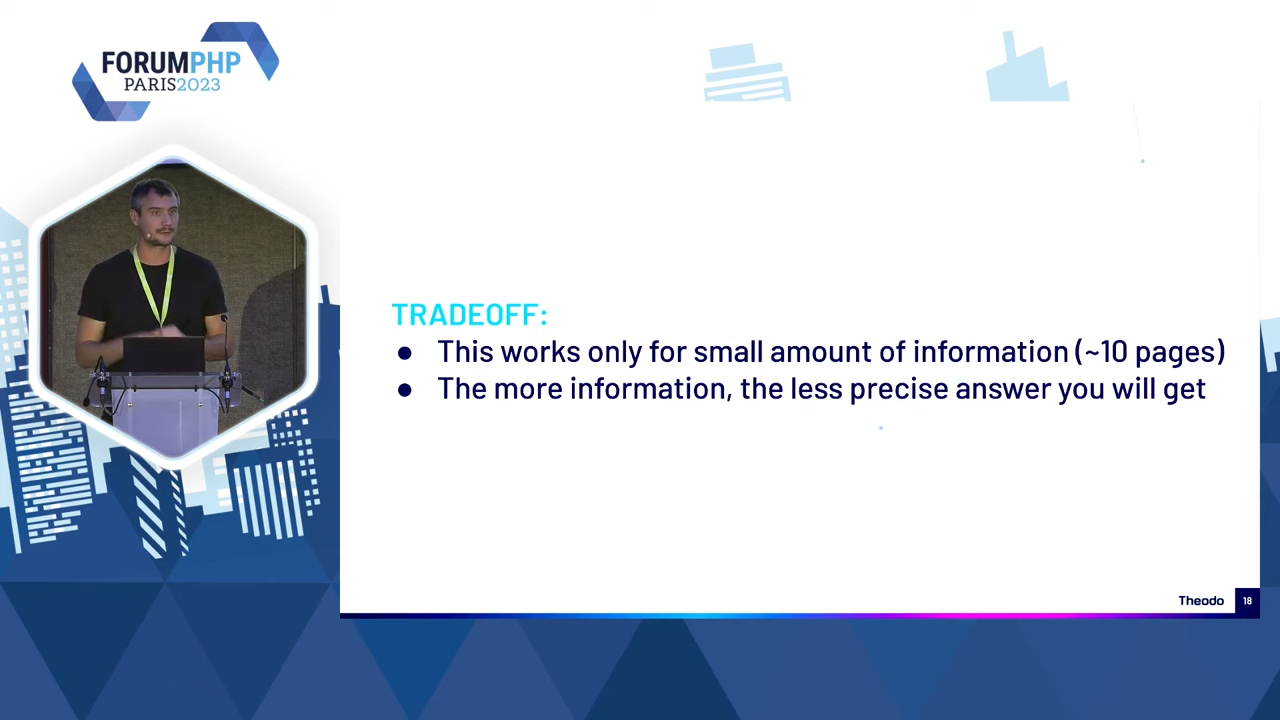 FORUMPHP
PARIS2023
TRADEOFF:
● This works only for small amount of information (~10 pages)
● The more information, the less precise answer you will get
Theodo 18